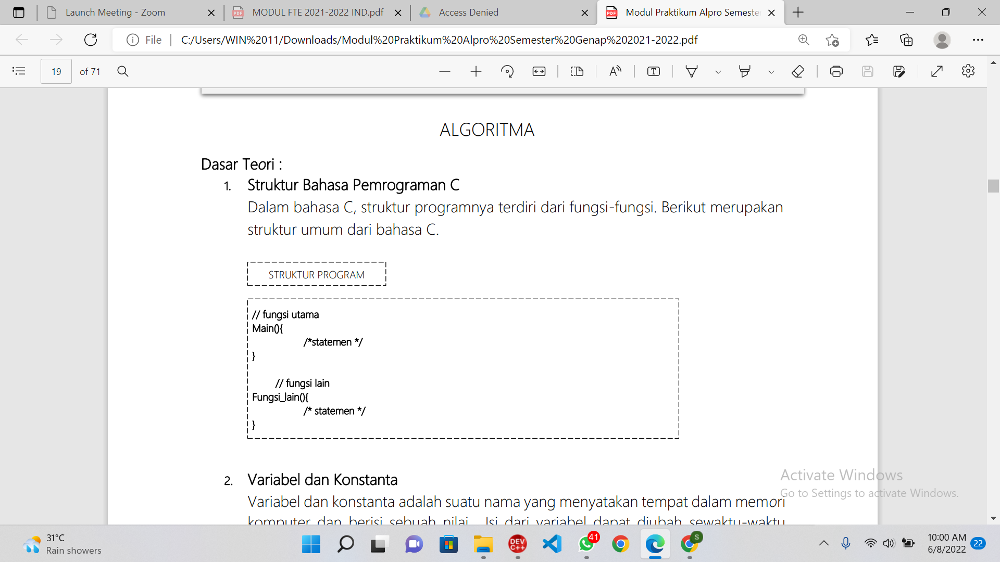 Launch Meeting - Zoom
MODUL FTE 2021-2022 IND.pdf
Access Denied
Modul Praktikum Alpro Semeste
File
C:/Users/WIN%2011/Downloads/Modul%20Praktikum%20Alpro%20Semester%20Genap%202021-2022.pdf
19 of 71
ALGORITMA
Dasar Teori :
1. Struktur Bahasa Pemrograman C
Dalam bahasa C, struktur programnya terdiri dari fungsi-fungsi. Berikut merupakan
struktur umum dari bahasa C.
STRUKTUR PROGRAM
// fungsi utama
Main(){
/*statemen */
}
// fungsi lain
Fungsi_lain(){
/* statemen */
}
2. Variabel dan Konstanta
Variabel dan konstanta adalah suatu nama yang menyatakan tempat dalam memori
komputer dan berisi sebuah nilai. Isi dari variabel dapat diubah sewaktu-waktu
Activate Windows
Go to Settings to activate Windows.
31°C
Rain showers
DEV
C++
41
S
10:00 AM
6/8/2022
22